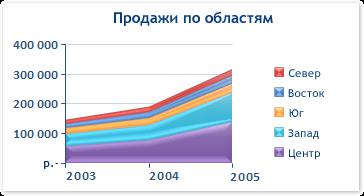 Продажи по областям
400 000
300 000
200 000
100 000
р.--
2003
2004
2005
Север
Восток
Юг
Запад
Центр